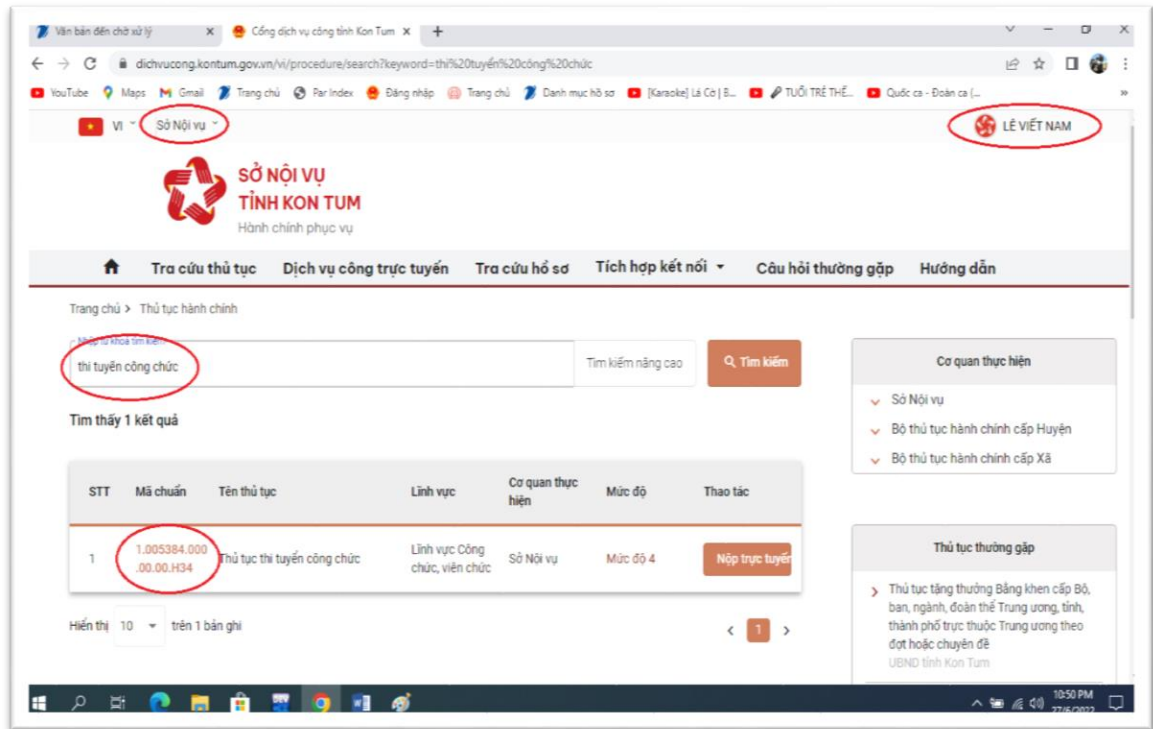 Văn bản đến chờ xử lý
Cổng dịch vụ công tỉnh Kon Tum
dichvucong.kontum.gov.vn/vi/procedure/search?keyword=thi%20tuyển%20công%20chức
YouTube Maps Gmail Trang chủ Par Index Đăng nhập Trang chủ Danh mục hồ sơ [Karaoke] Lá Cờ | B... TUỔI TRẺ THẾ... Quốc ca - Đoàn ca (... »
VI Sở Nội vụ LÊ VIẾT NAM
SỞ NỘI VỤ
TỈNH KON TUM
Hành chính phục vụ
Tra cứu thủ tục Dịch vụ công trực tuyến Tra cứu hồ sơ Tích hợp kết nối Câu hỏi thường gặp Hướng dẫn
Trang chủ > Thủ tục hành chính
Nhập từ khoá tìm kiếm
thi tuyển công chức Tìm kiếm nâng cao Tìm kiếm
Tìm thấy 1 kết quả
STT Mã chuẩn Tên thủ tục Lĩnh vực Cơ quan thực hiện Mức độ Thao tác
1 1.005384.000.00.00.H34 Thủ tục thi tuyển công chức Lĩnh vực Công chức, viên chức Sở Nội vụ Mức độ 4 Nộp trực tuyến
Hiển thị 10 trên 1 bản ghi < 1 >
Cơ quan thực hiện
Sở Nội vụ
Bộ thủ tục hành chính cấp Huyện
Bộ thủ tục hành chính cấp Xã
Thủ tục thường gặp
Thủ tục tặng thưởng Bằng khen cấp Bộ,
ban, ngành, đoàn thể Trung ương, tỉnh,
thành phố trực thuộc Trung ương theo
đợt hoặc chuyên đề
UBND tỉnh Kon Tum
10:50 PM
27/6/2022